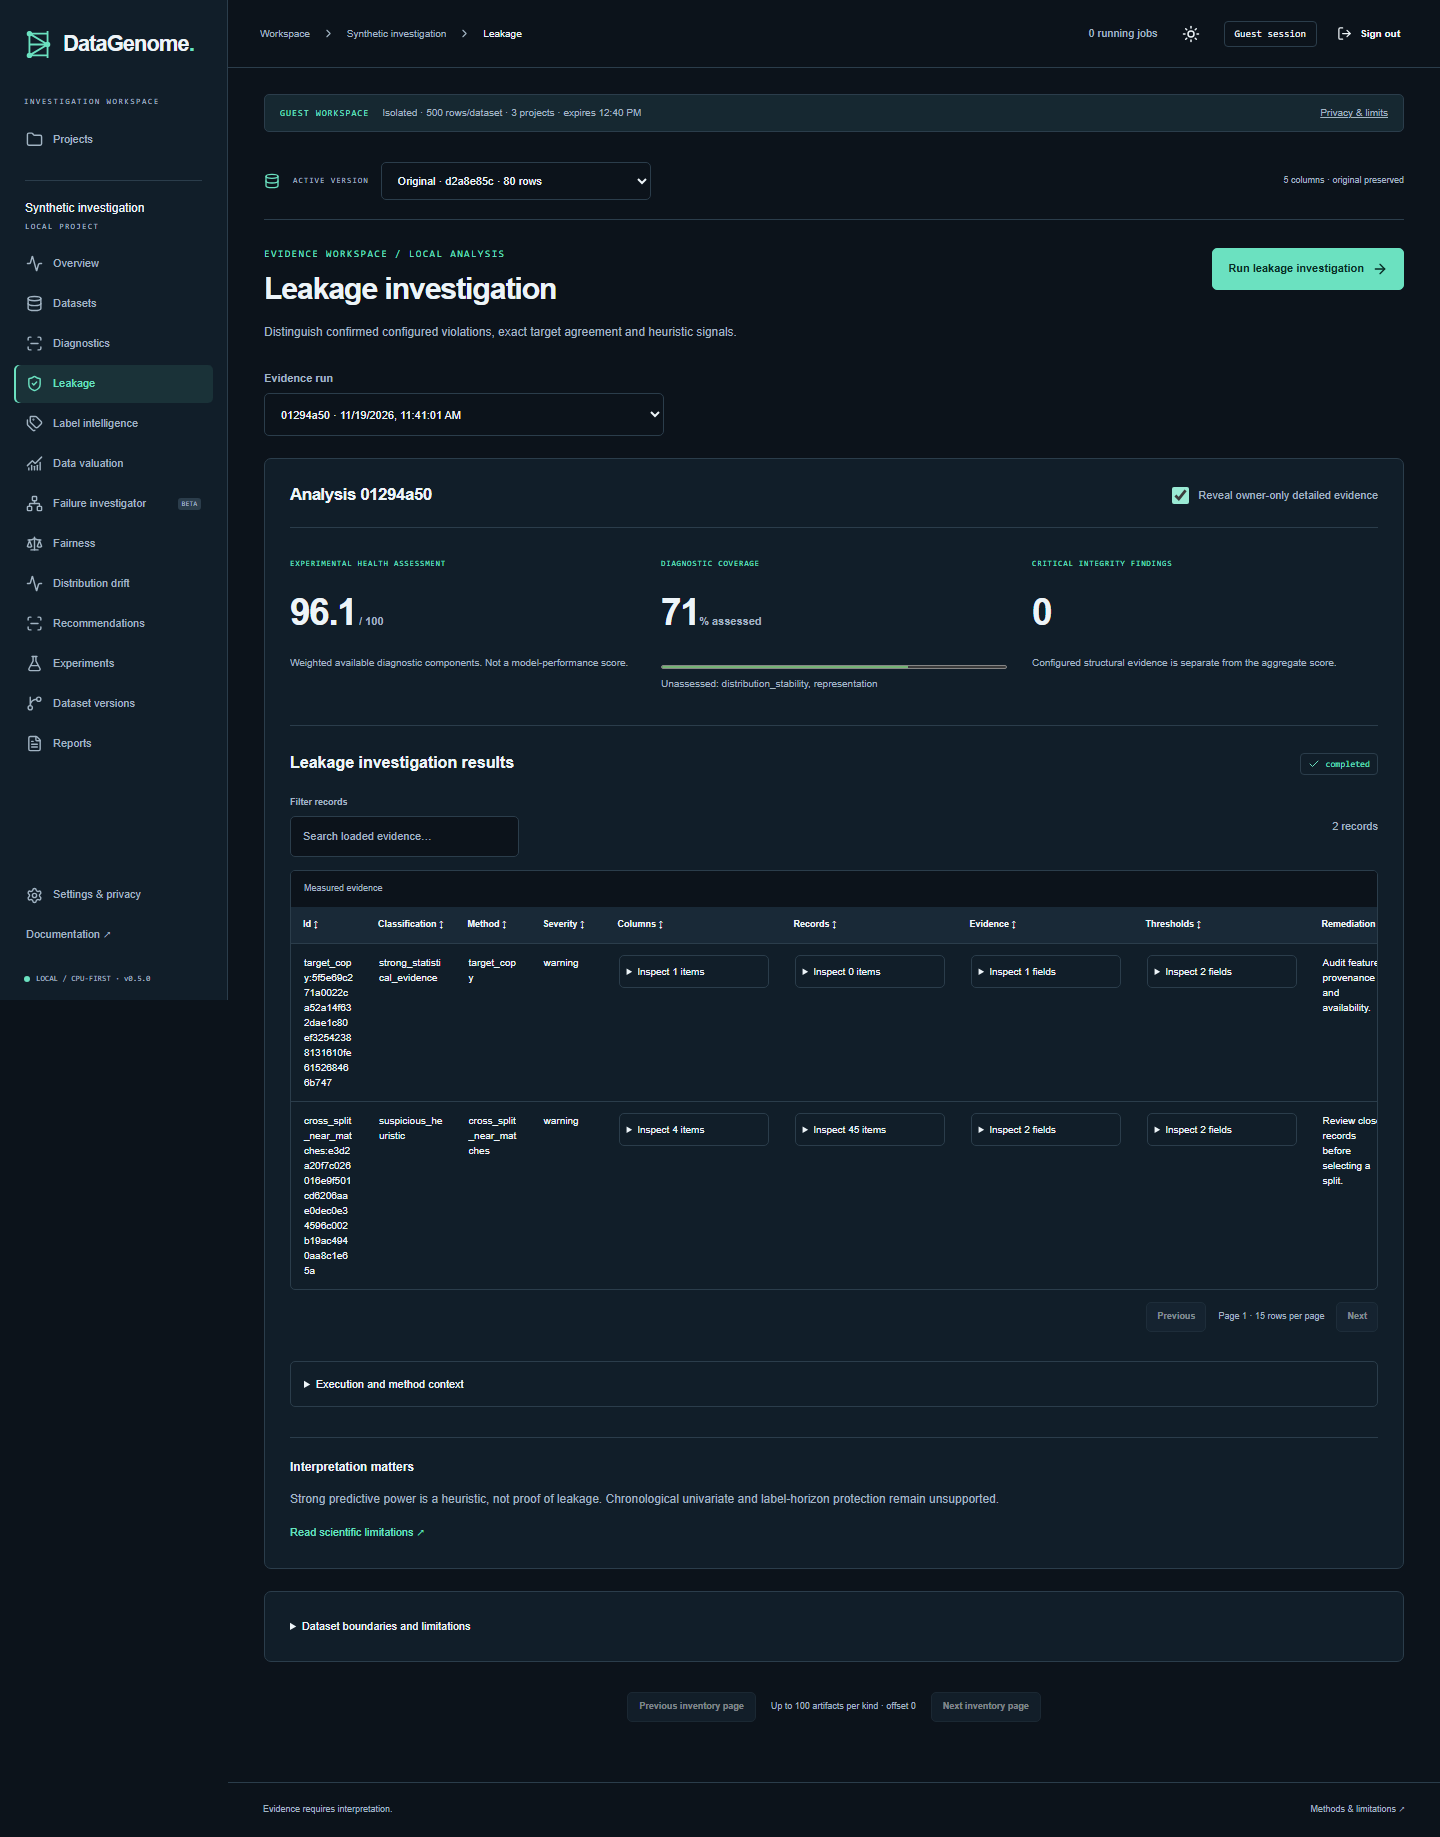 DataGenome.
INVESTIGATION WORKSPACE
Projects
Synthetic investigation
LOCAL PROJECT
Overview
Datasets
Diagnostics
Leakage
Label intelligence
Data valuation
Failure investigator BETA
Fairness
Distribution drift
Recommendations
Experiments
Dataset versions
Reports
Settings & privacy
Documentation ↗
LOCAL / CPU-FIRST · v0.5.0
Workspace > Synthetic investigation > Leakage
0 running jobs
Guest session
Sign out
GUEST WORKSPACE Isolated · 500 rows/dataset · 3 projects · expires 12:40 PM
Privacy & limits
ACTIVE VERSION
Original · d2a8e85c · 80 rows
5 columns · original preserved
EVIDENCE WORKSPACE / LOCAL ANALYSIS
Leakage investigation
Run leakage investigation →
Distinguish confirmed configured violations, exact target agreement and heuristic signals.
Evidence run
01294a50 · 11/19/2026, 11:41:01 AM
Analysis 01294a50
Reveal owner-only detailed evidence
EXPERIMENTAL HEALTH ASSESSMENT
96.1 / 100
Weighted available diagnostic components. Not a model-performance score.
DIAGNOSTIC COVERAGE
71% assessed
Unassessed: distribution_stability, representation
CRITICAL INTEGRITY FINDINGS
0
Configured structural evidence is separate from the aggregate score.
Leakage investigation results
completed
Filter records
Search loaded evidence...
2 records
Measured evidence
Id ↕ Classification ↕ Method ↕ Severity ↕ Columns ↕ Records ↕ Evidence ↕ Thresholds ↕ Remediation
target_cop
y:5f5e69c2
71a0022c
a52a14f63
2dae1c80
ef3254238
8131610fe
61526846
6b747
strong_statisti
cal_evidence
target_cop
y
warning
Inspect 1 items
Inspect 0 items
Inspect 1 fields
Inspect 2 fields
Audit feature
provenance
and
availability.
cross_split
_near_mat
ches:e3d2
a20f7c026
016e9f501
cd6206aa
e0dec0e3
4596c002
b19ac494
0aa8c1e6
5a
suspicious_he
uristic
cross_split
_near_mat
ches
warning
Inspect 4 items
Inspect 45 items
Inspect 2 fields
Inspect 2 fields
Review close
records
before
selecting a
split.
Previous
Page 1 · 15 rows per page
Next
Execution and method context
Interpretation matters
Strong predictive power is a heuristic, not proof of leakage. Chronological univariate and label-horizon protection remain unsupported.
Read scientific limitations ↗
Dataset boundaries and limitations
Previous inventory page
Up to 100 artifacts per kind · offset 0
Next inventory page
Evidence requires interpretation.
Methods & limitations ↗